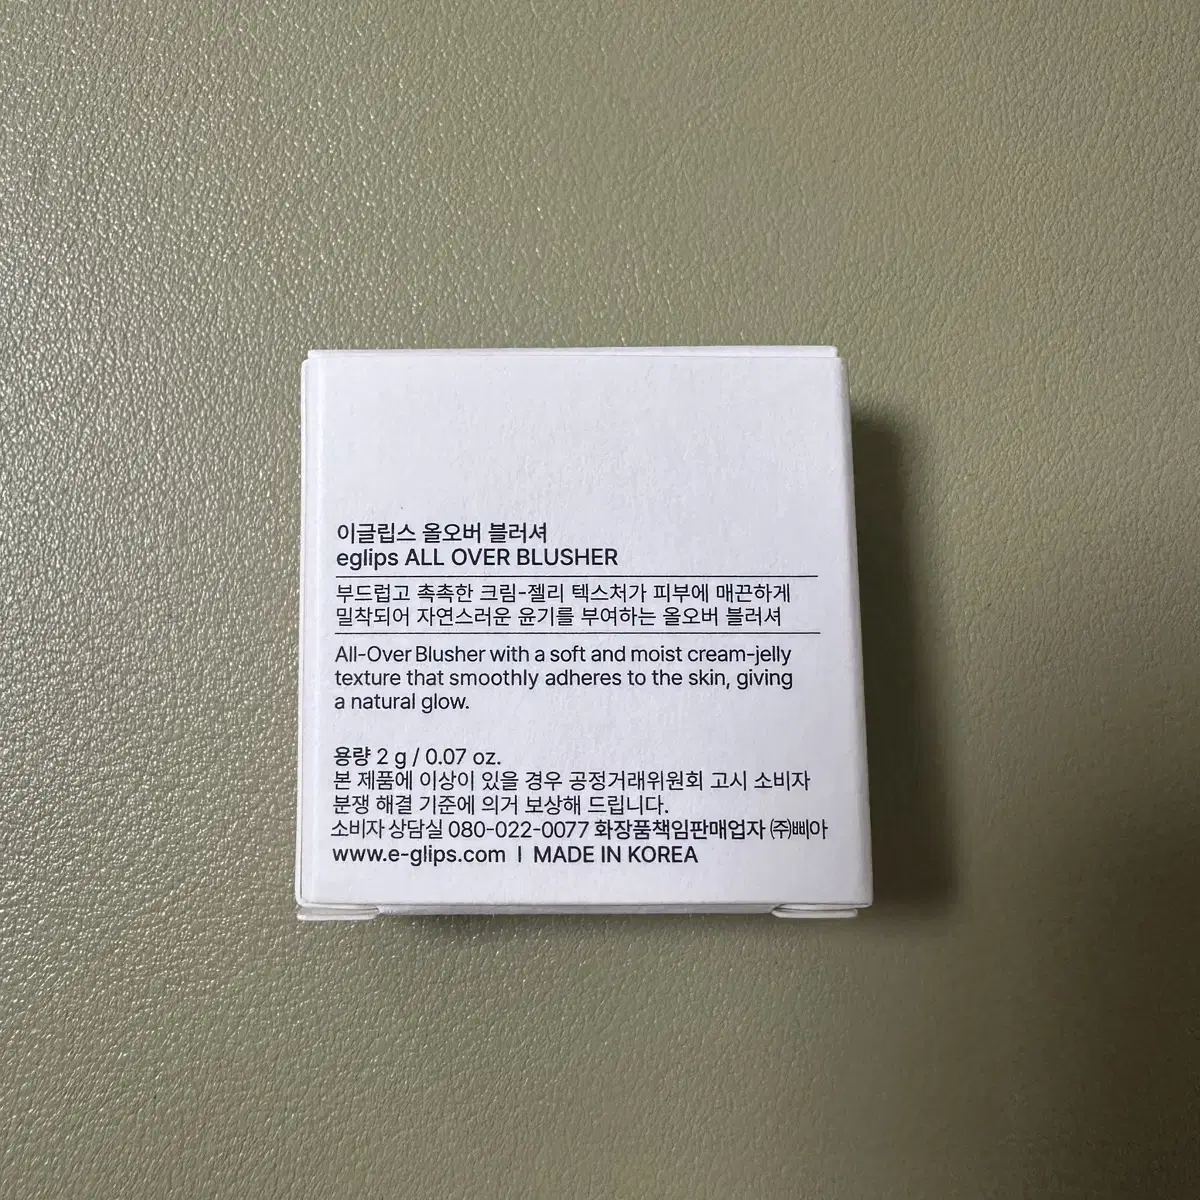 이글립스 올오버 블러셔
eglips ALL OVER BLUSHER
부드럽고 촉촉한 크림-젤리 텍스처가 피부에 매끈하게
밀착되어 자연스러운 윤기를 부여하는 올오버 블러셔
All-Over Blusher with a soft and moist cream-jelly
texture that smoothly adheres to the skin, giving
a natural glow.
용량 2 g / 0.07 oz.
본 제품에 이상이 있을 경우 공정거래위원회 고시 소비자
분쟁 해결 기준에 의거 보상해 드립니다.
소비자 상담실 080-022-0077 화장품책임판매업자 ㈜삐아
www.e-glips.com I MADE IN KOREA